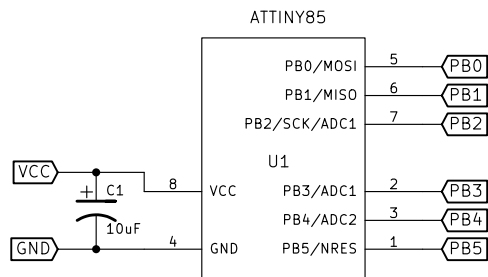 ATTINY85
PB0/MOSI 5 PB0
PB1/MISO 6 PB1
PB2/SCK/ADC1 7 PB2
U1
VCC
+ C1 8 VCC PB3/ADC1 2 PB3
10uF PB4/ADC2 3 PB4
GND 4 GND PB5/NRES 1 PB5